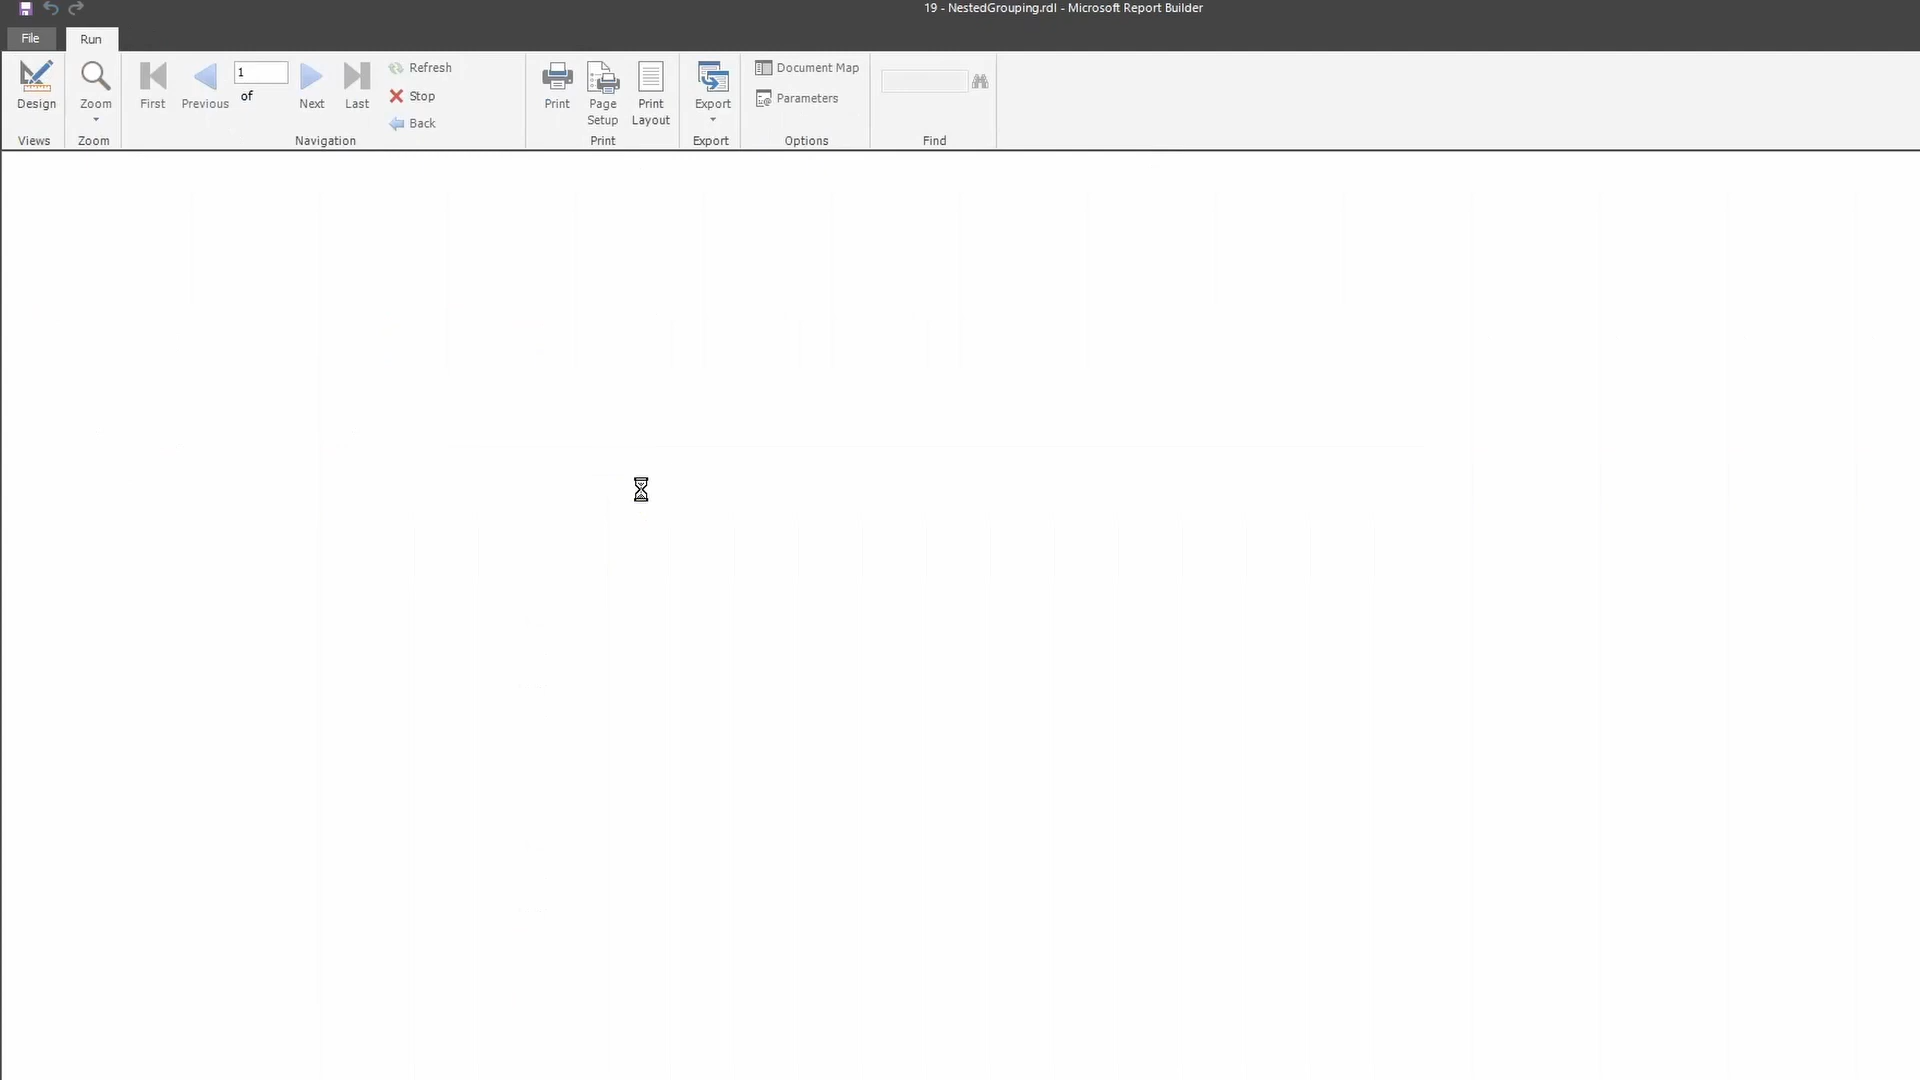 19 - NestedGrouping.rdl - Microsoft Report Builder
File
Run
Design
Views
Zoom
Zoom
First
Previous
1
of
Next
Last
Refresh
Stop
Back
Navigation
Print
Page
Setup
Print
Layout
Print
Export
Export
Document Map
Parameters
Options
Find